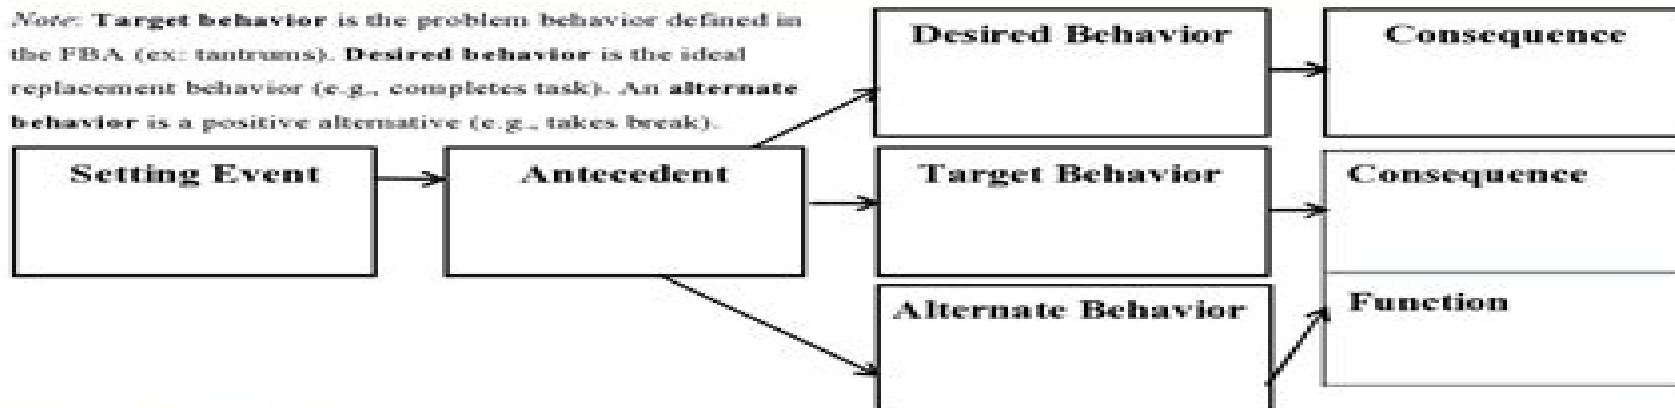 Note: Target behavior is the problem behavior defined in
the FBA (ex: tantrums). Desired behavior is the ideal
replacement behavior (e.g., completes task). An alternate
behavior is a positive alternative (e.g., takes break).
Desired Behavior
Consequence
Setting Event
Antecedent
Target Behavior
Consequence
Alternate Behavior
Function